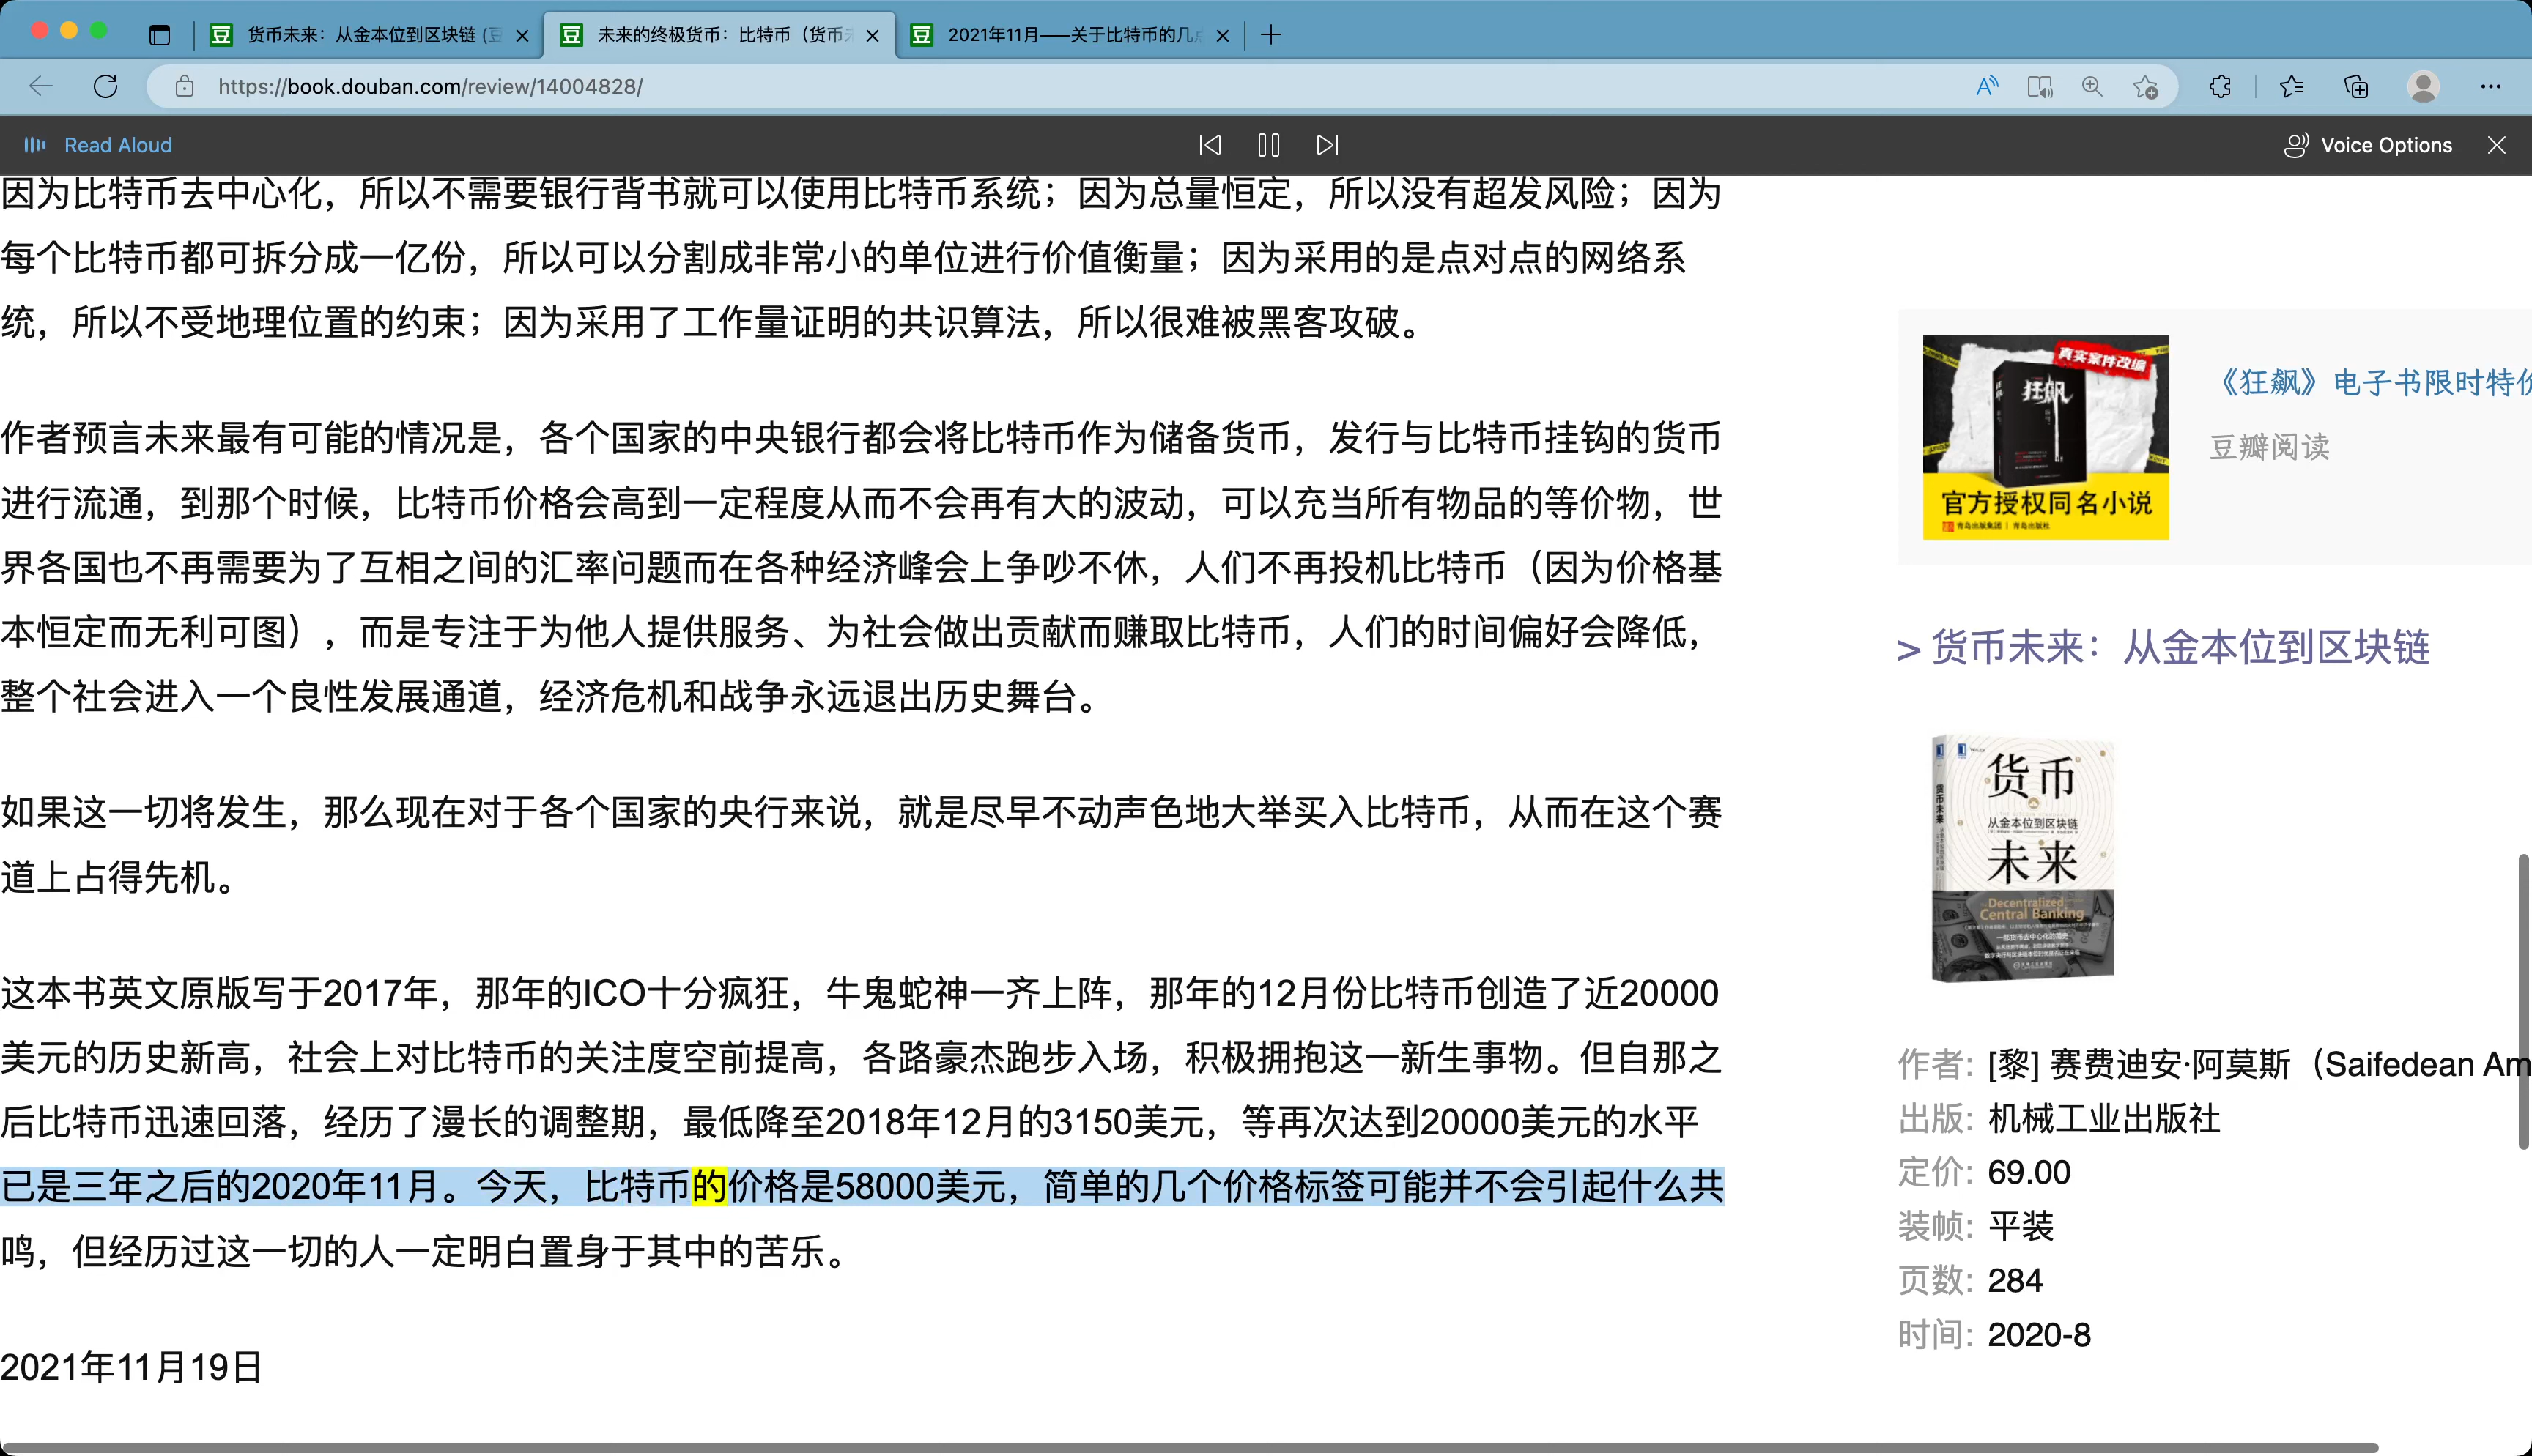 货币未来：从金本位到区块链 (豆
未来的终极货币：比特币（货币未
2021年11月——关于比特币的几点
https://book.douban.com/review/14004828/
Read Aloud
Voice Options
因为比特币去中心化，所以不需要银行背书就可以使用比特币系统；因为总量恒定，所以没有超发风险；因为
每个比特币都可拆分成一亿份，所以可以分割成非常小的单位进行价值衡量；因为采用的是点对点的网络系
统，所以不受地理位置的约束；因为采用了工作量证明的共识算法，所以很难被黑客攻破。
作者预言未来最有可能的情况是，各个国家的中央银行都会将比特币作为储备货币，发行与比特币挂钩的货币
进行流通，到那个时候，比特币价格会高到一定程度从而不会再有大的波动，可以充当所有物品的等价物，世
界各国也不再需要为了互相之间的汇率问题而在各种经济峰会上争吵不休，人们不再投机比特币（因为价格基
本恒定而无利可图），而是专注于为他人提供服务、为社会做出贡献而赚取比特币，人们的时间偏好会降低，
整个社会进入一个良性发展通道，经济危机和战争永远退出历史舞台。
如果这一切将发生，那么现在对于各个国家的央行来说，就是尽早不动声色地大举买入比特币，从而在这个赛
道上占得先机。
这本书英文原版写于2017年，那年的ICO十分疯狂，牛鬼蛇神一齐上阵，那年的12月份比特币创造了近20000
美元的历史新高，社会上对比特币的关注度空前提高，各路豪杰跑步入场，积极拥抱这一新生事物。但自那之
后比特币迅速回落，经历了漫长的调整期，最低降至2018年12月的3150美元，等再次达到20000美元的水平
已是三年之后的2020年11月。今天，比特币的价格是58000美元，简单的几个价格标签可能并不会引起什么共
鸣，但经历过这一切的人一定明白置身于其中的苦乐。
2021年11月19日
真实案件改编
狂飙
官方授权同名小说
青岛出版集团 | 青岛出版社
《狂飙》电子书限时特价
豆瓣阅读
> 货币未来：从金本位到区块链
货币
从金本位到区块链
未来
货币未来
Decentralized
Central Banking
一部货币去中心化的简史
作者: [黎] 赛费迪安·阿莫斯（Saifedean Am
出版: 机械工业出版社
定价: 69.00
装帧: 平装
页数: 284
时间: 2020-8